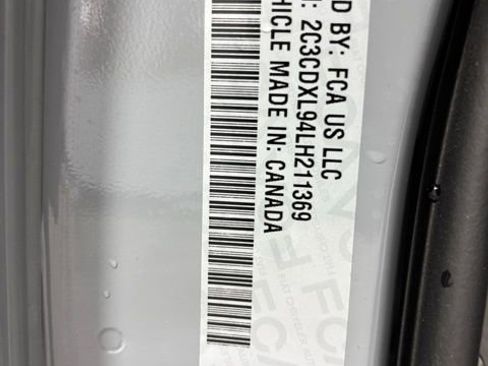 D BY: FCA US LLC
: 2C3CDXL94LH211369
HICLE MADE IN: CANADA